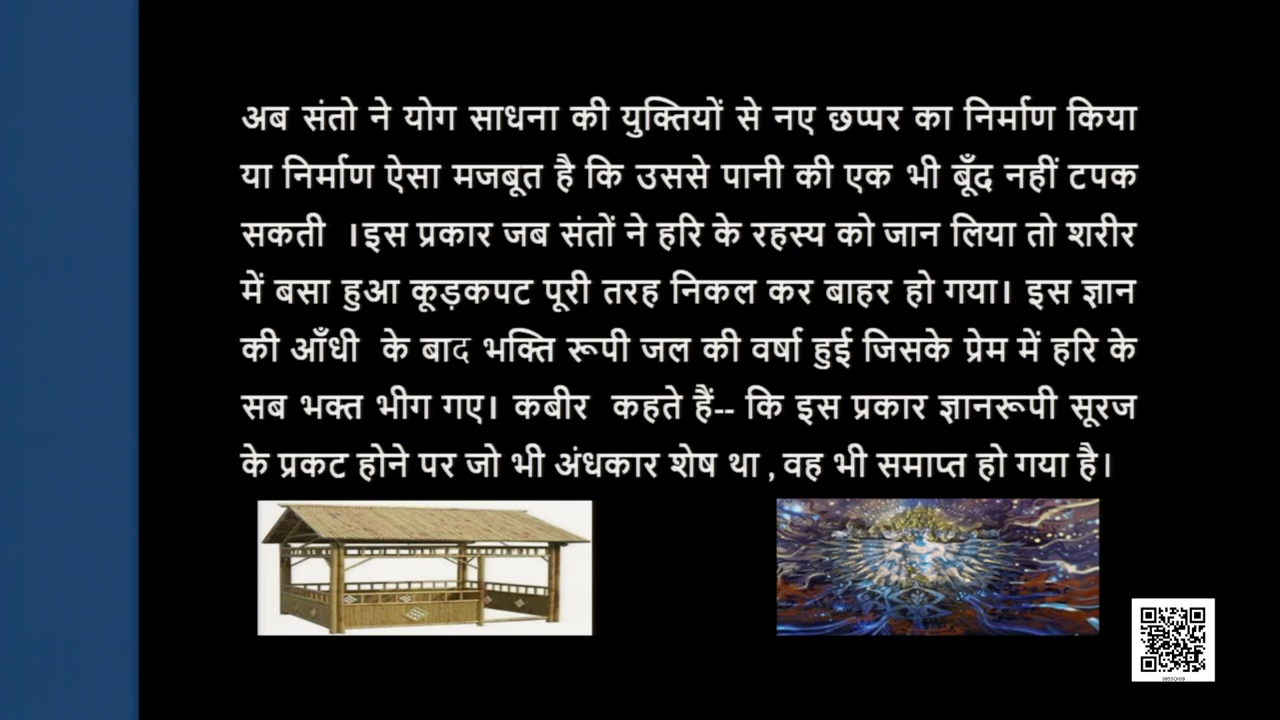 अब संतो ने योग साधना की युक्तियों से नए छप्पर का निर्माण किया
या निर्माण ऐसा मजबूत है कि उससे पानी की एक भी बूँद नहीं टपक
सकती ।इस प्रकार जब संतों ने हरि के रहस्य को जान लिया तो शरीर
में बसा हुआ कूड़कपट पूरी तरह निकल कर बाहर हो गया। इस ज्ञान
की आँधी के बाद भक्ति रूपी जल की वर्षा हुई जिसके प्रेम में हरि के
सब भक्त भीग गए। कबीर कहते हैं-- कि इस प्रकार ज्ञानरूपी सूरज
के प्रकट होने पर जो भी अंधकार शेष था , वह भी समाप्त हो गया है।